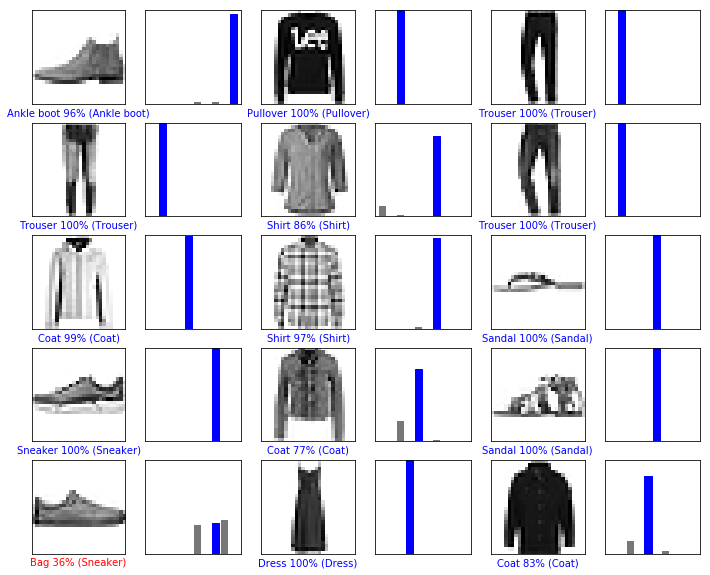 Lee
Ankle boot 96% (Ankle boot)
Pullover 100% (Pullover)
Trouser 100% (Trouser)
Trouser 100% (Trouser)
Shirt 86% (Shirt)
Trouser 100% (Trouser)
Coat 99% (Coat)
Shirt 97% (Shirt)
Sandal 100% (Sandal)
Sneaker 100% (Sneaker)
Coat 77% (Coat)
Sandal 100% (Sandal)
Bag 36% (Sneaker)
Dress 100% (Dress)
Coat 83% (Coat)